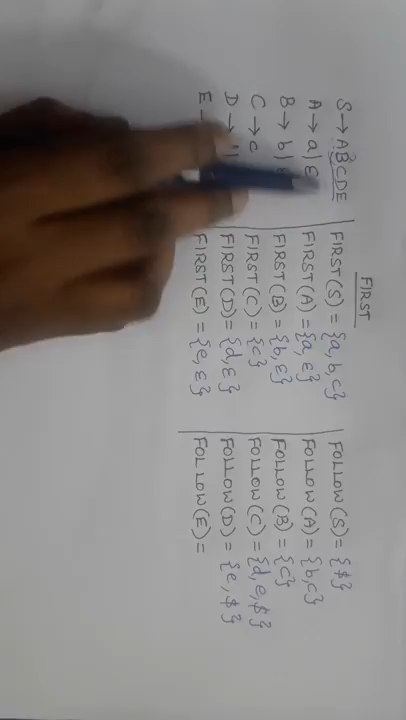 FIRST
S → ABCDE FIRST(S) = {a, b, c} FOLLOW(S) = {$}
A → a|ε FIRST(A) = {a, ε} FOLLOW(A) = {b, c}
B → b| FIRST(B) = {b, ε} FOLLOW(B) = {c}
C → c FIRST(C) = {c} FOLLOW(C) = {d, e, $}
D → FIRST(D) = {d, ε} FOLLOW(D) = {e, $}
E FIRST(E) = {e, ε} FOLLOW(E) =